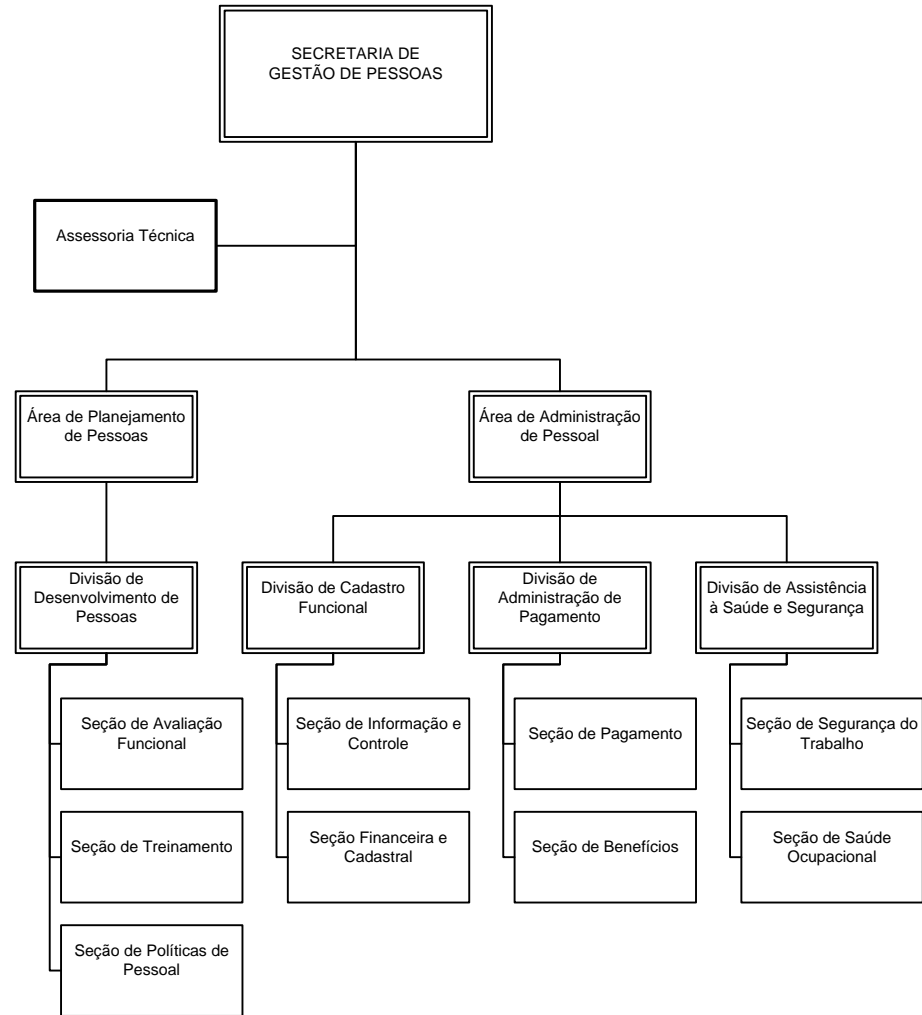 SECRETARIA DE
GESTÃO DE PESSOAS
Assessoria Técnica
Área de Planejamento
de Pessoas
Área de Administração
de Pessoal
Divisão de
Desenvolvimento de
Pessoas
Divisão de Cadastro
Funcional
Divisão de
Administração de
Pagamento
Divisão de Assistência
à Saúde e Segurança
Seção de Avaliação
Funcional
Seção de Informação e
Controle
Seção de Pagamento
Seção de Segurança do
Trabalho
Seção de Treinamento
Seção Financeira e
Cadastral
Seção de Benefícios
Seção de Saúde
Ocupacional
Seção de Políticas de
Pessoal